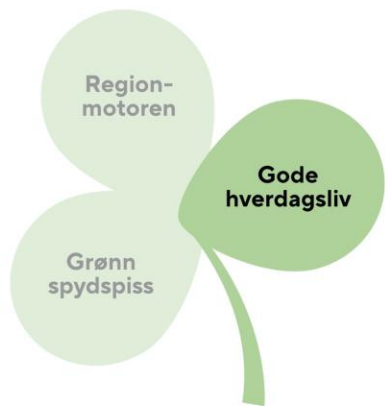 Region-
motoren
Gode
hverdagsliv
Grønn
spydspiss